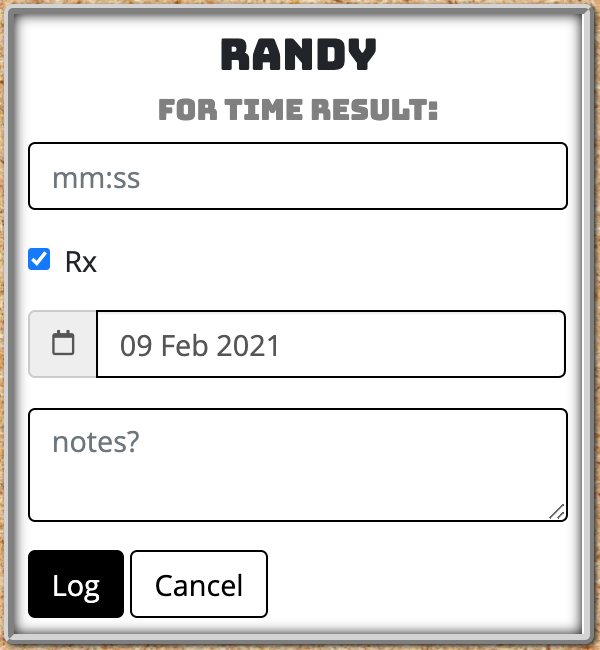 RANDY
FOR TIME RESULT:
mm:ss
Rx
09 Feb 2021
notes?
Log Cancel